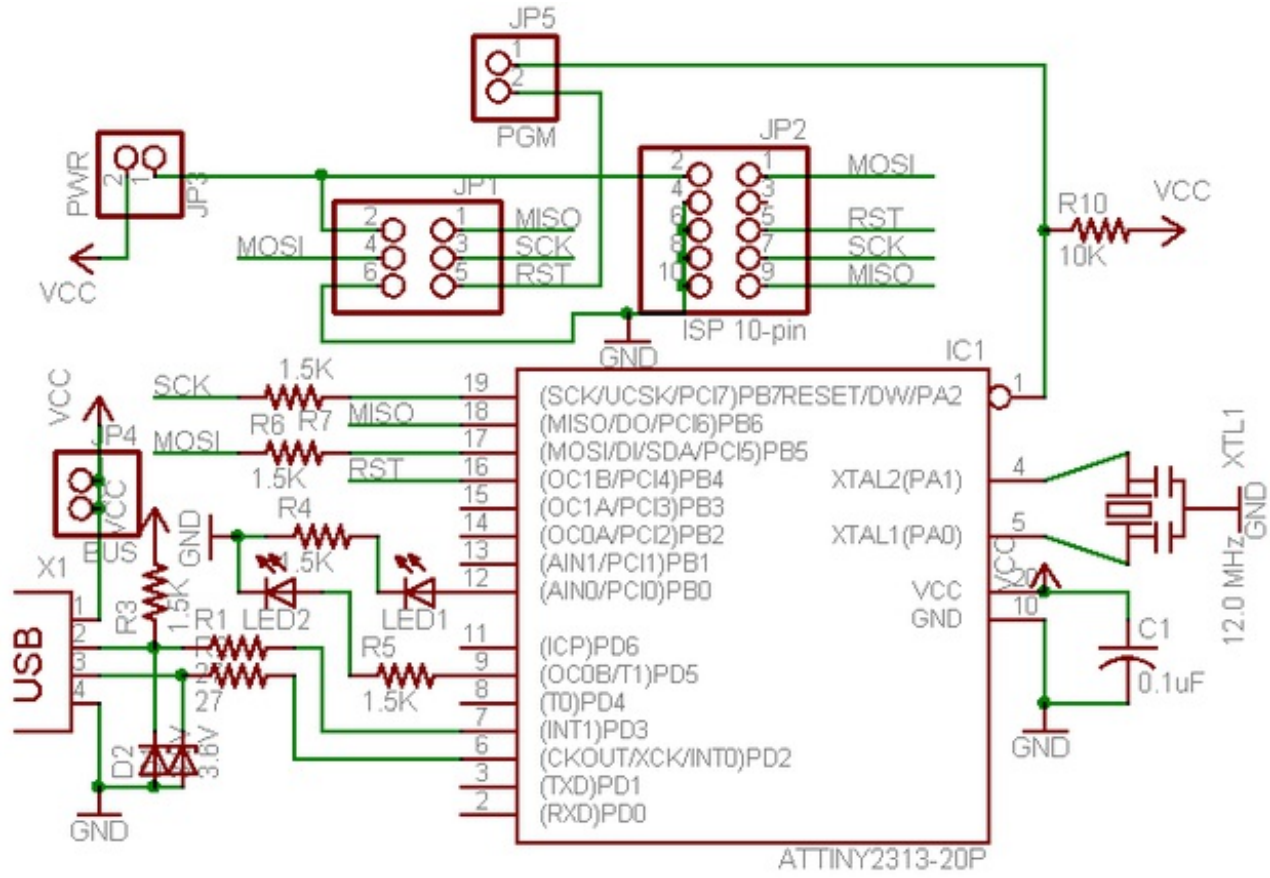 JP5
1
2
PGM
PWR
2
1
JP3
VCC
JP1
2
4
6
1
3
5
MOSI
MISO
SCK
RST
JP2
2
4
6
8
10
1
3
5
7
9
MOSI
RST
SCK
MISO
ISP 10-pin
GND
R10
10K
VCC
IC1
VCC
JP4
VCC
BUS
SCK
1.5K
R6
R7
MISO
MOSI
1.5K
RST
GND
R4
1.5K
LED2
LED1
R5
1.5K
X1
USB
1
2
3
4
R3
1.5K
R1
27
D2
3.6V
GND
19 (SCK/UCSK/PCI7)PB7
18 (MISO/DO/PCI6)PB6
17 (MOSI/DI/SDA/PCI5)PB5
16 (OC1B/PCI4)PB4
15 (OC1A/PCI3)PB3
14 (OC0A/PCI2)PB2
13 (AIN1/PCI1)PB1
12 (AIN0/PCI0)PB0
11 (ICP)PD6
9 (OC0B/T1)PD5
8 (T0)PD4
7 (INT1)PD3
6 (CKOUT/XCK/INT0)PD2
3 (TXD)PD1
2 (RXD)PD0
RESET/DW/PA2 1
XTAL2(PA1) 4
XTAL1(PA0) 5
VCC 20
GND 10
VCC
XTL1
12.0 MHz
GND
C1
0.1uF
GND
ATTINY2313-20P